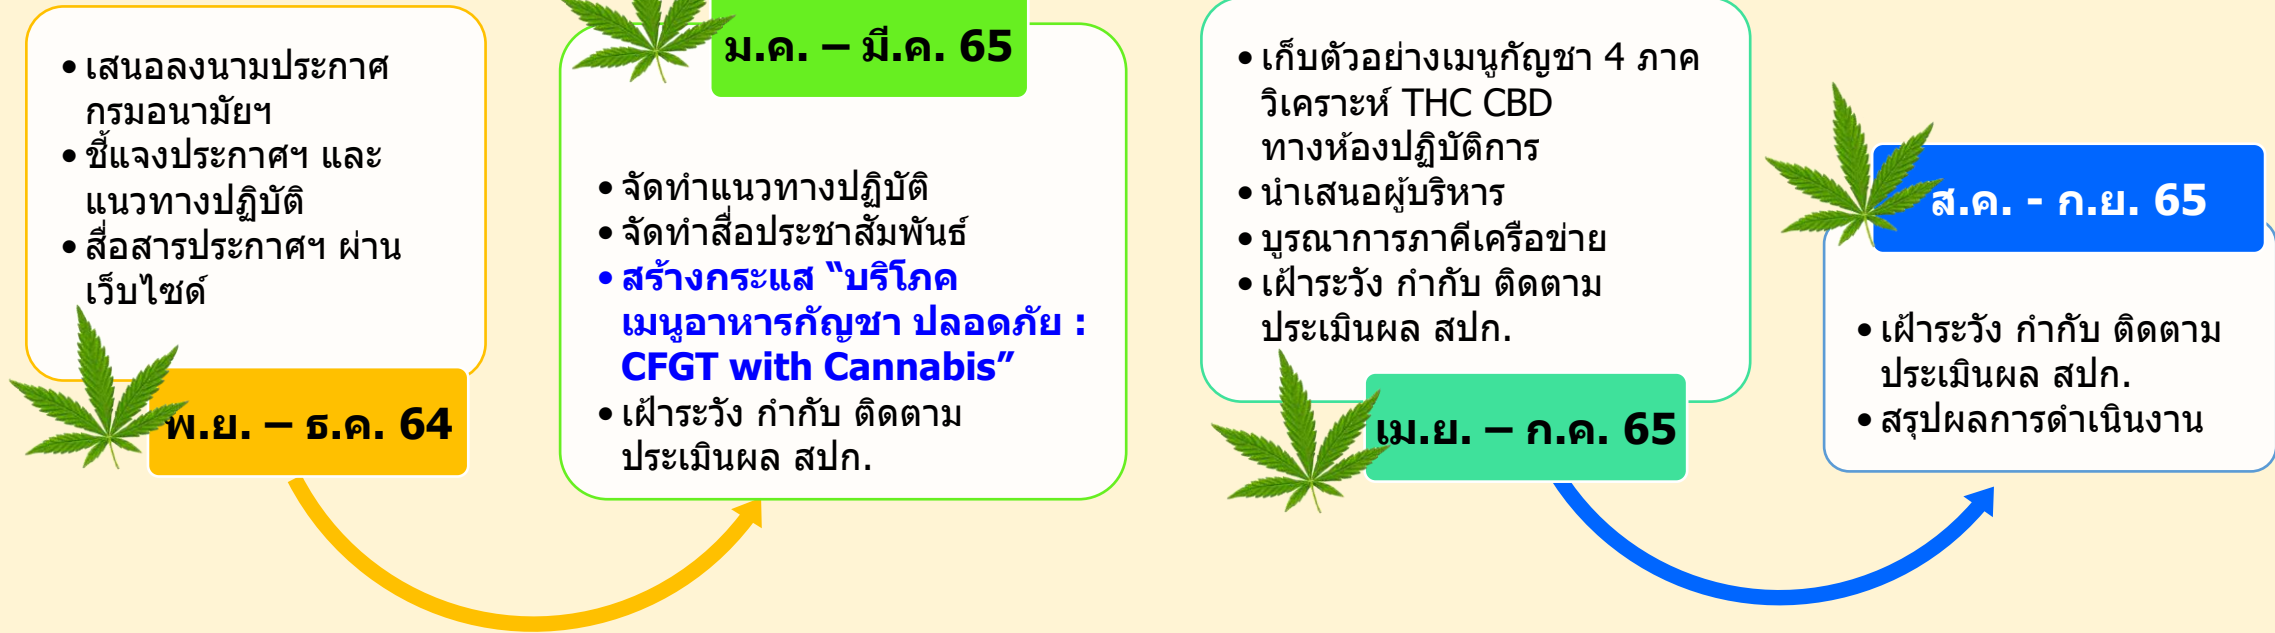 • เสนอลงนามประกาศ
กรมอนามัยฯ
• ชี้แจงประกาศฯ และ
แนวทางปฏิบัติ
• สื่อสารประกาศฯ ผ่าน
เว็บไซด์
พ.ย. – ธ.ค. 64
ม.ค. – มี.ค. 65
• จัดทำแนวทางปฏิบัติ
• จัดทำสื่อประชาสัมพันธ์
• สร้างกระแส “บริโภค
เมนูอาหารกัญชา ปลอดภัย :
CFGT with Cannabis”
• เฝ้าระวัง กำกับ ติดตาม
ประเมินผล สปก.
• เก็บตัวอย่างเมนูกัญชา 4 ภาค
วิเคราะห์ THC CBD
ทางห้องปฏิบัติการ
• นำเสนอผู้บริหาร
• บูรณาการภาคีเครือข่าย
• เฝ้าระวัง กำกับ ติดตาม
ประเมินผล สปก.
เม.ย. – ก.ค. 65
ส.ค. - ก.ย. 65
• เฝ้าระวัง กำกับ ติดตาม
ประเมินผล สปก.
• สรุปผลการดำเนินงาน